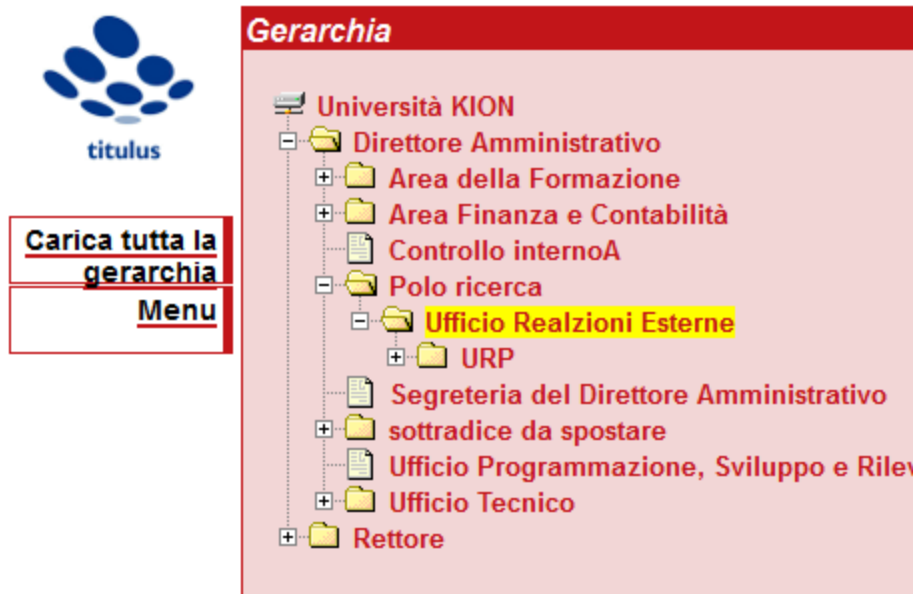 titulus
Carica tutta la
gerarchia
Menu
Gerarchia
Università KION
Direttore Amministrativo
Area della Formazione
Area Finanza e Contabilità
Controllo internoA
Polo ricerca
Ufficio Realzioni Esterne
URP
Segreteria del Direttore Amministrativo
sottradice da spostare
Ufficio Programmazione, Sviluppo e Rilev
Ufficio Tecnico
Rettore